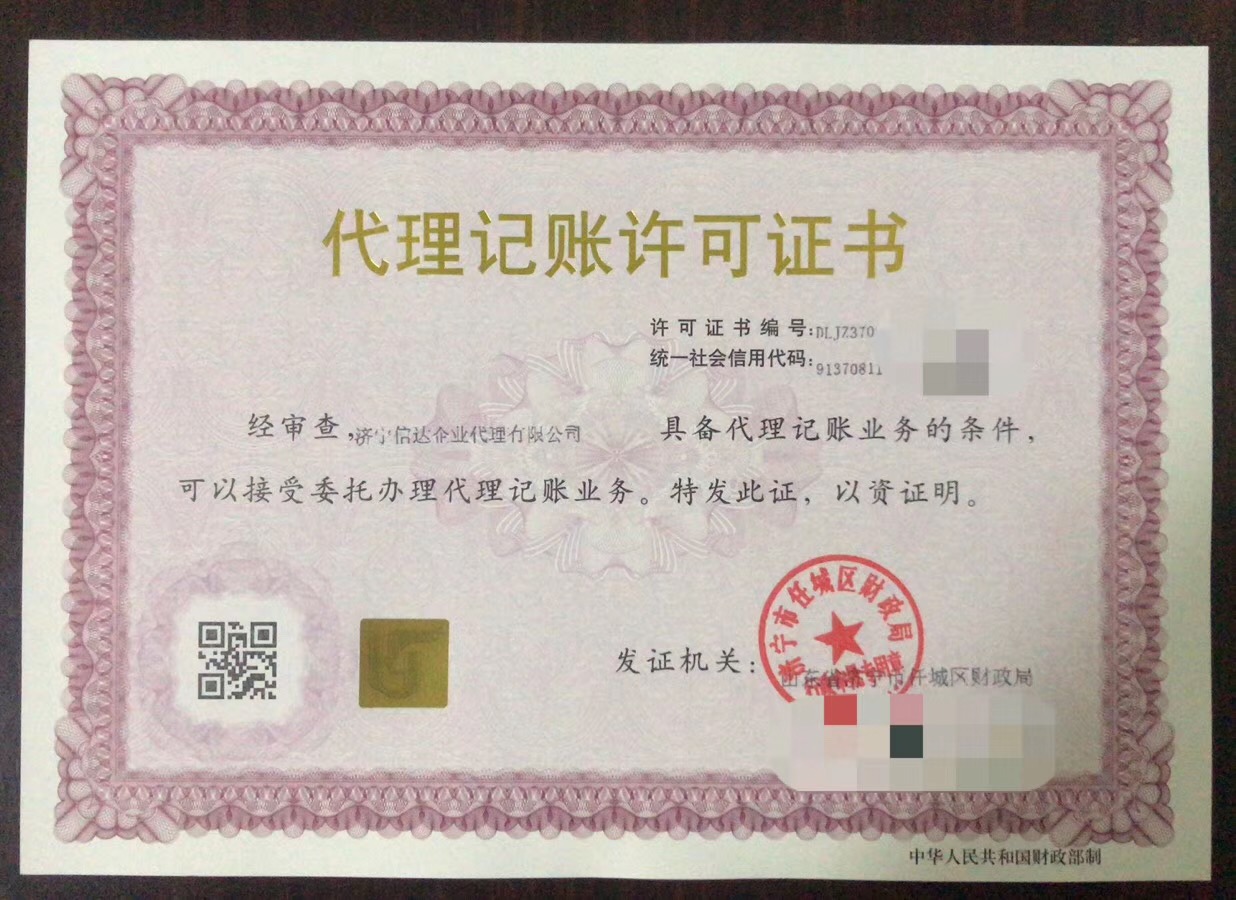 代理记账许可证书
许可证书编号:DLJZ370
统一社会信用代码:91370811
经审查,济宁信达企业代理有限公司 具备代理记账业务的条件,
可以接受委托办理代理记账业务。特发此证,以资证明。
济宁市任城区财政局
发证机关: 山东省济宁市任城区财政局
中华人民共和国财政部制